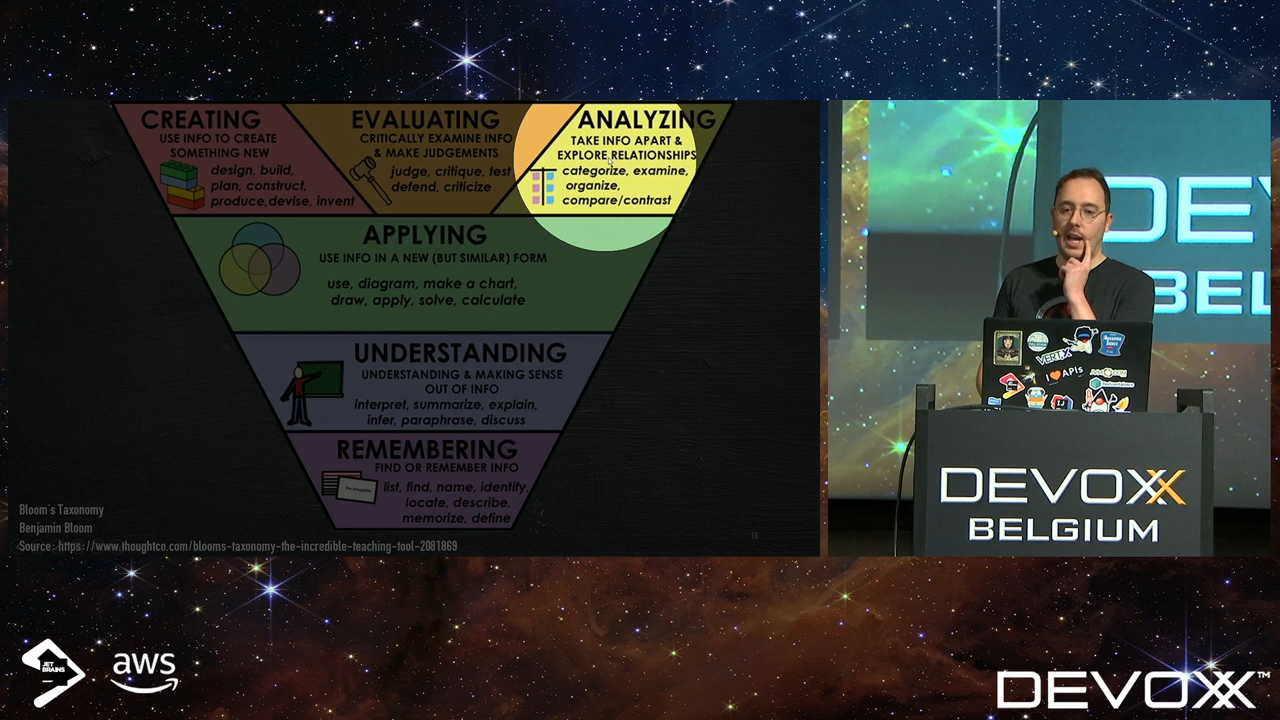 CREATING
USE INFO TO CREATE
SOMETHING NEW
design, build,
plan, construct,
produce,devise, invent
EVALUATING
CRITICALLY EXAMINE INFO
& MAKE JUDGEMENTS
judge, critique, test
defend, criticize
ANALYZING
TAKE INFO APART &
EXPLORE RELATIONSHIPS
categorize, examine,
organize,
compare/contrast
APPLYING
USE INFO IN A NEW (BUT SIMILAR) FORM
use, diagram, make a chart,
draw, apply, solve, calculate
UNDERSTANDING
UNDERSTANDING & MAKING SENSE
OUT OF INFO
interpret, summarize, explain,
infer, paraphrase, discuss
REMEMBERING
FIND OR REMEMBER INFO
list, find, name, identify,
locate, describe,
memorize, define
Bloom's Taxonomy
Benjamin Bloom
Source: https://www.thoughtco.com/blooms-taxonomy-the-incredible-teaching-tool-2081869
15
DEV
BEL
VERT.X
I APIs
DEVOXX
BELGIUM
JET
BRAINS
aws
DEVOXX™